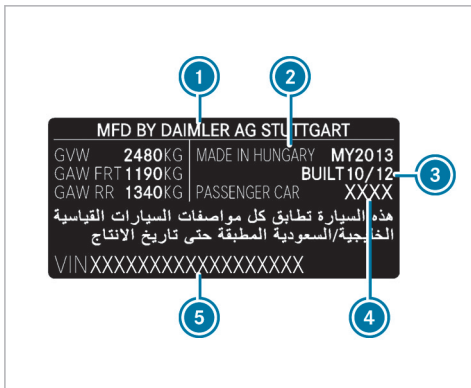 1
2
MFD BY DAIMLER AG STUTTGART
GVW 2480KG MADE IN HUNGARY MY2013
GAW FRT 1190KG BUILT 10/12
3
GAW RR 1340KG PASSENGER CAR XXXX
هذه السيارة تطابق كل مواصفات السيارات القياسية
الخليجية/السعودية المطبقة حتى تاريخ الانتاج
VIN XXXXXXXXXXXXXXXXXX
5
4